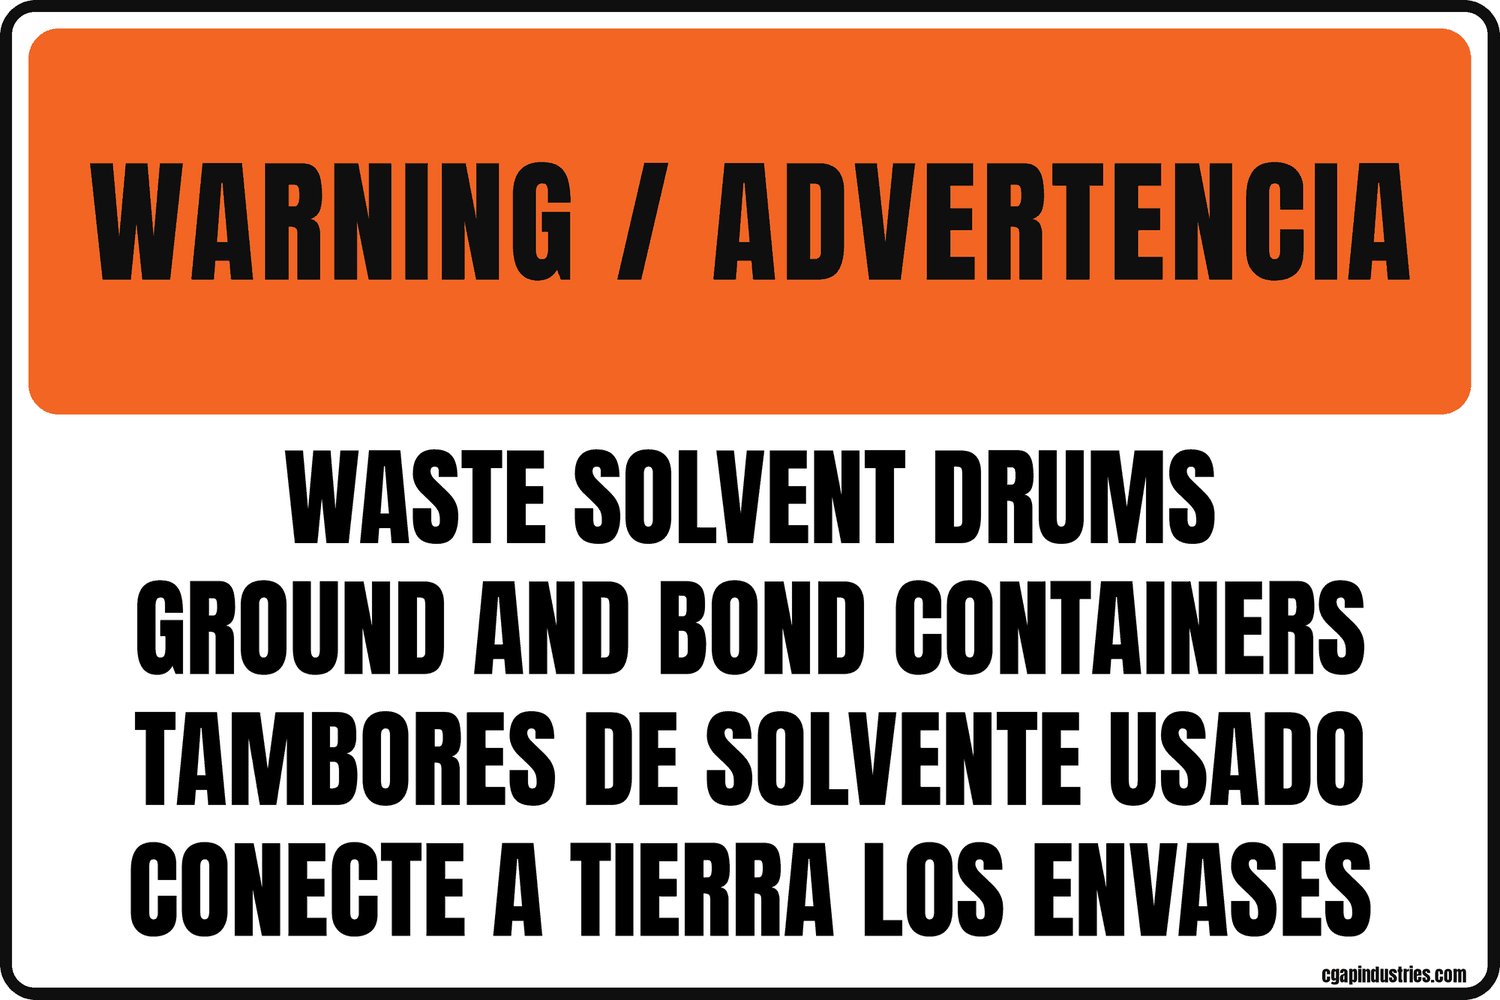 WARNING / ADVERTENCIA
WASTE SOLVENT DRUMS
GROUND AND BOND CONTAINERS
TAMBORES DE SOLVENTE USADO
CONECTE A TIERRA LOS ENVASES
cgapindustries.com